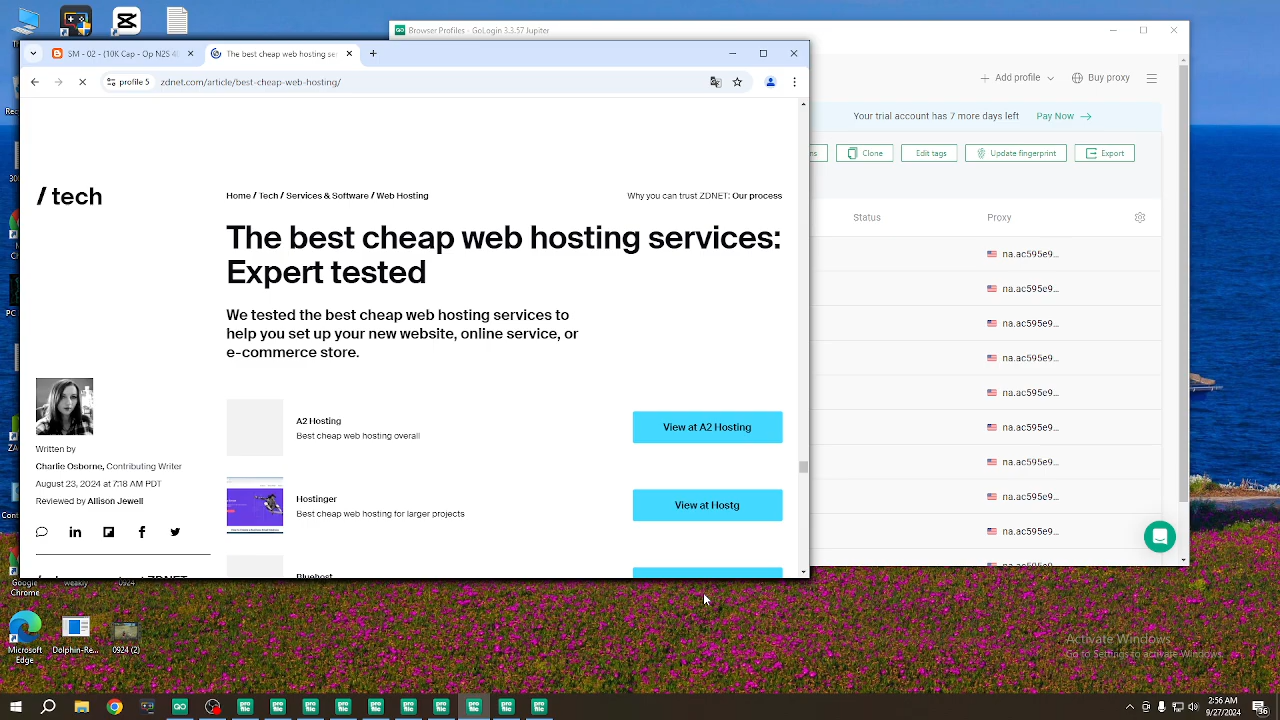 Browser Profiles - GoLogin 3.3.57 Jupiter
SM - 02 - (10K Cap - Op N2S 4
The best cheap web hosting ser
profile 5
zdnet.com/article/best-cheap-web-hosting/
Add profile
Buy proxy
Your trial account has 7 more days left
Pay Now
Clone
Edit tags
Update fingerprint
Export
Status
Proxy
na.ac595e9...
na.ac595e9...
na.ac595e9...
na.ac595e9...
na.ac595e9...
na.ac595e9...
na.ac595e9...
na.ac595e9...
na.ac595e9...
/ tech
Home / Tech / Services & Software / Web Hosting
Why you can trust ZDNET: Our process
The best cheap web hosting services:
Expert tested
We tested the best cheap web hosting services to
help you set up your new website, online service, or
e-commerce store.
Written by
Charlie Osborne, Contributing Writer
August 23, 2024 at 7:18 AM PDT
Reviewed by Allison Jewell
A2 Hosting
Best cheap web hosting overall
View at A2 Hosting
Hostinger
Best cheap web hosting for larger projects
View at Hostg
Bluehost
Google
Chrome
weakly
Microsoft
Edge
Dolphin-Re...
0924 (2)
Activate Windows
Go to Settings to activate Windows.
2:56 AM
9/27/2024